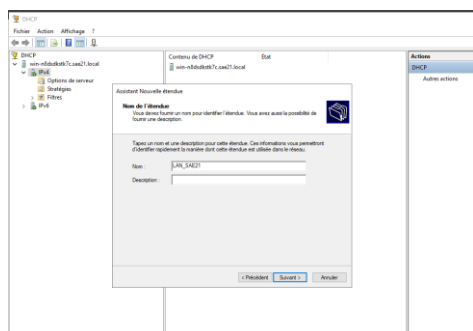 DHCP
Fichier Action Affichage ?
DHCP
win-n8dsdkstk7c.sae21.local
IPv4
Options de serveur
Stratégies
Filtres
IPv6
Contenu de DHCP
État
win-n8dsdkstk7c.sae21.local
Actions
DHCP
Autres actions
Assistant Nouvelle étendue
Nom de l'étendue
Vous devez fournir un nom pour identifier l'étendue. Vous avez aussi la possibilité de
fournir une description.
Tapez un nom et une description pour cette étendue. Ces informations vous permettront
d'identifier rapidement la manière dont cette étendue est utilisée dans le réseau.
Nom :
LAN_SAE21
Description :
< Précédent
Suivant >
Annuler